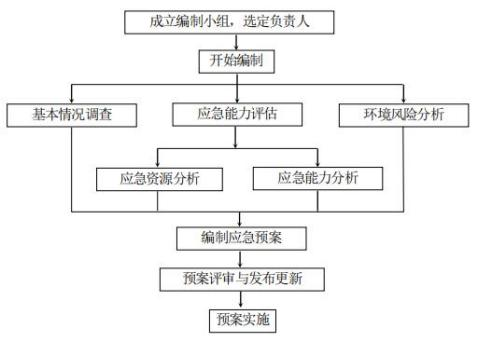 成立编制小组，选定负责人
开始编制
基本情况调查
应急能力评估
环境风险分析
应急资源分析
应急能力分析
编制应急预案
预案评审与发布更新
预案实施